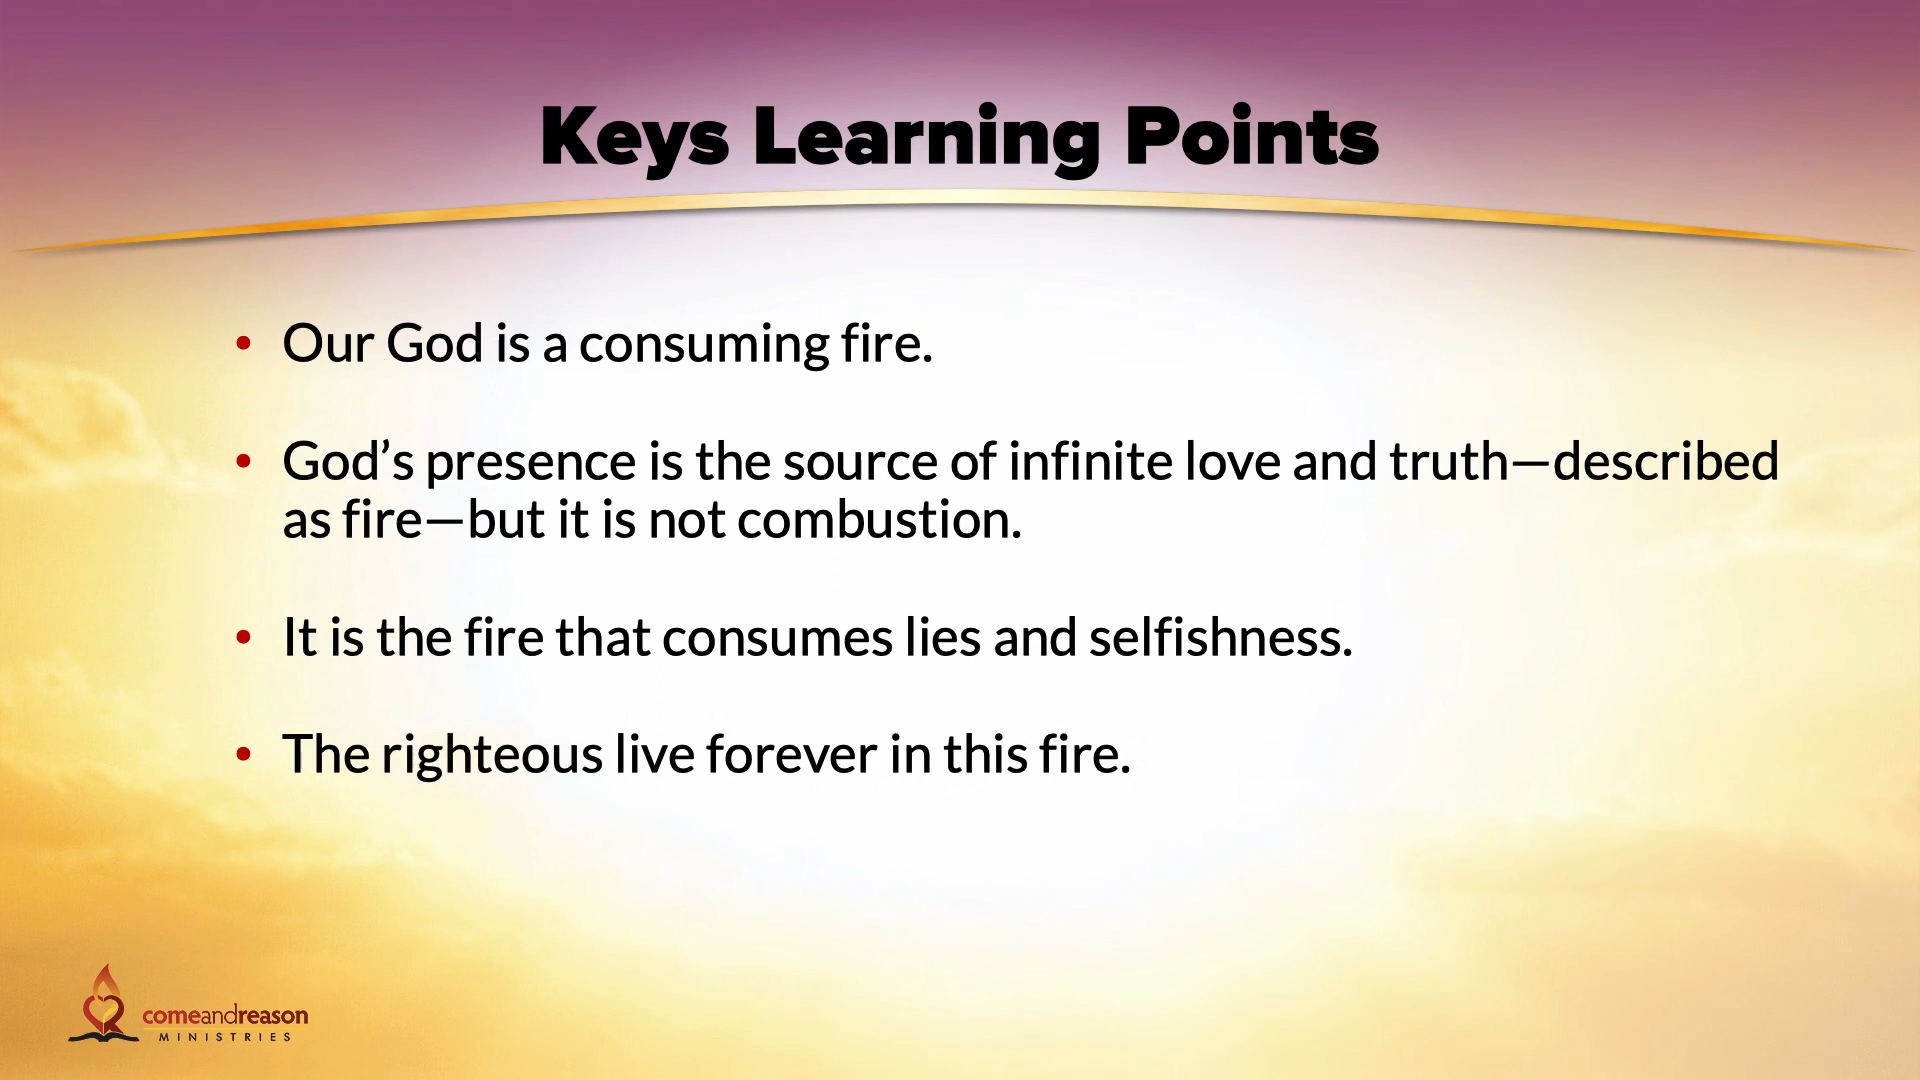 Keys Learning Points
• Our God is a consuming fire.
• God’s presence is the source of infinite love and truth—described
as fire—but it is not combustion.
• It is the fire that consumes lies and selfishness.
• The righteous live forever in this fire.
comeandreason
MINISTRIES